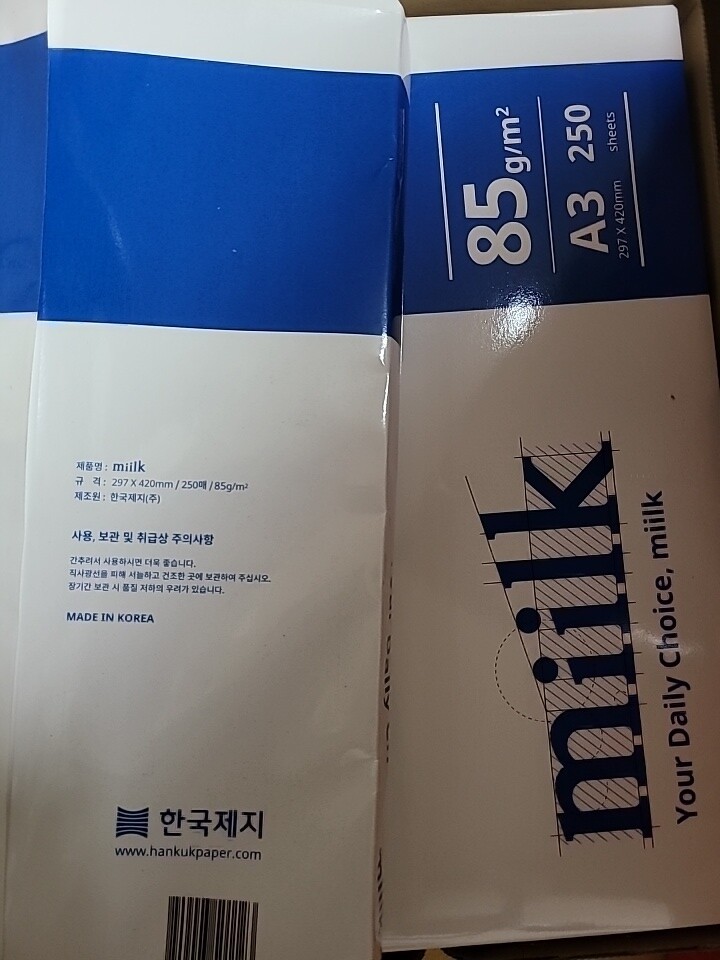 제품명 : miilk
규 격 : 297 X 420mm / 250매 / 85g/m²
제조원 : 한국제지(주)
사용, 보관 및 취급상 주의사항
간추려서 사용하시면 더욱 좋습니다.
직사광선을 피해 서늘하고 건조한 곳에 보관하여 주십시오.
장기간 보관 시 품질 저하의 우려가 있습니다.
MADE IN KOREA
한국제지
www.hankukpaper.com
85g/m²
A3 250
297 X 420mm sheets
miilk
Your Daily Choice, miilk